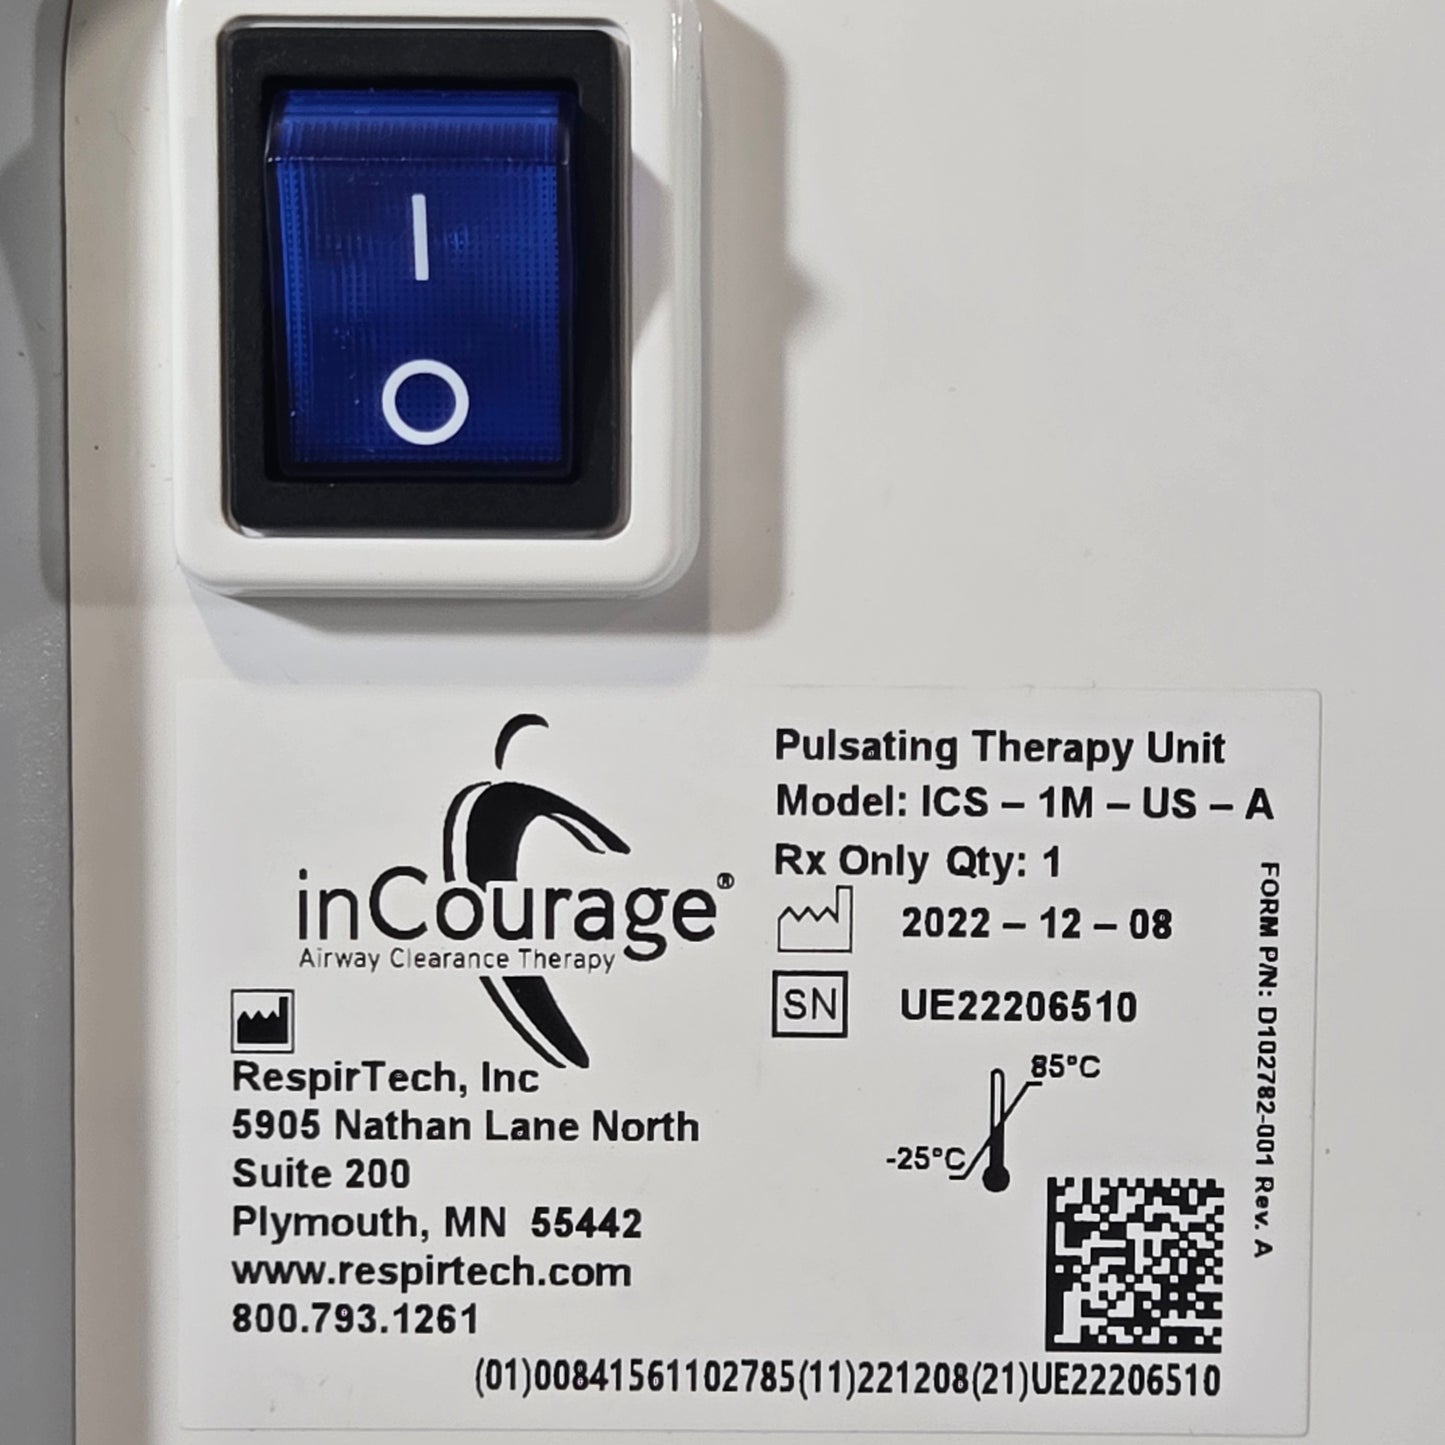 inCourage®
Airway Clearance Therapy
RespirTech, Inc
5905 Nathan Lane North
Suite 200
Plymouth, MN 55442
www.respirtech.com
800.793.1261
Pulsating Therapy Unit
Model: ICS – 1M – US – A
Rx Only Qty: 1
2022 – 12 – 08
SN UE22206510
85°C
-25°C
FORM P/N: D102782-001 Rev. A
(01)00841561102785(11)221208(21)UE22206510